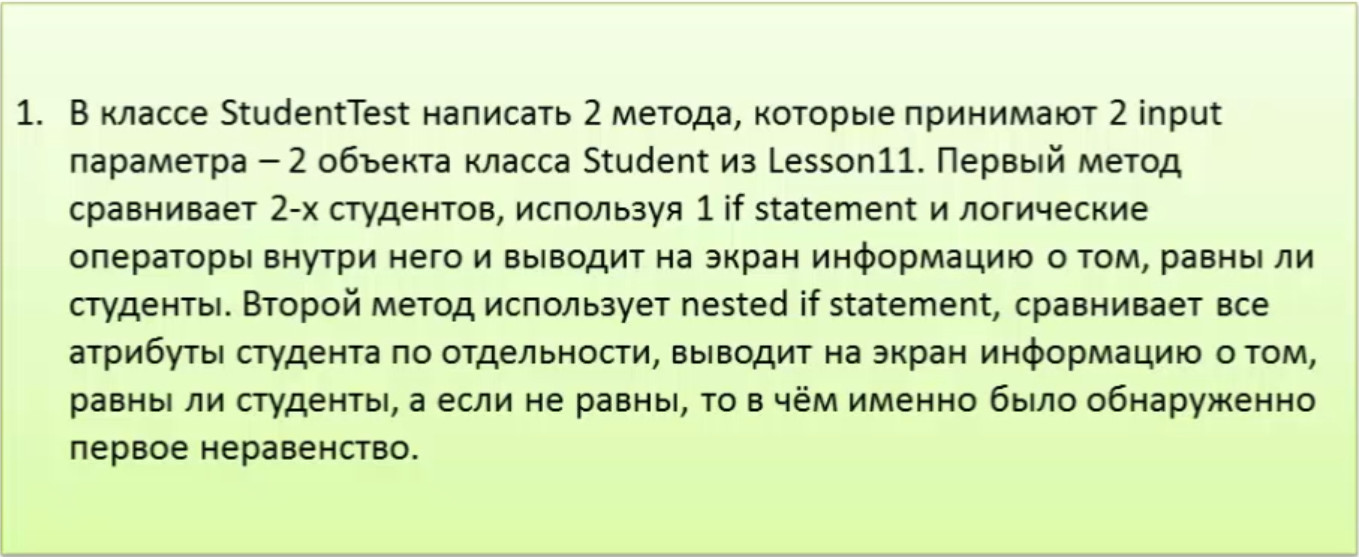 1. В классе StudentTest написать 2 метода, которые принимают 2 input
параметра – 2 объекта класса Student из Lesson11. Первый метод
сравнивает 2-х студентов, используя 1 if statement и логические
операторы внутри него и выводит на экран информацию о том, равны ли
студенты. Второй метод использует nested if statement, сравнивает все
атрибуты студента по отдельности, выводит на экран информацию о том,
равны ли студенты, а если не равны, то в чём именно было обнаруженно
первое неравенство.